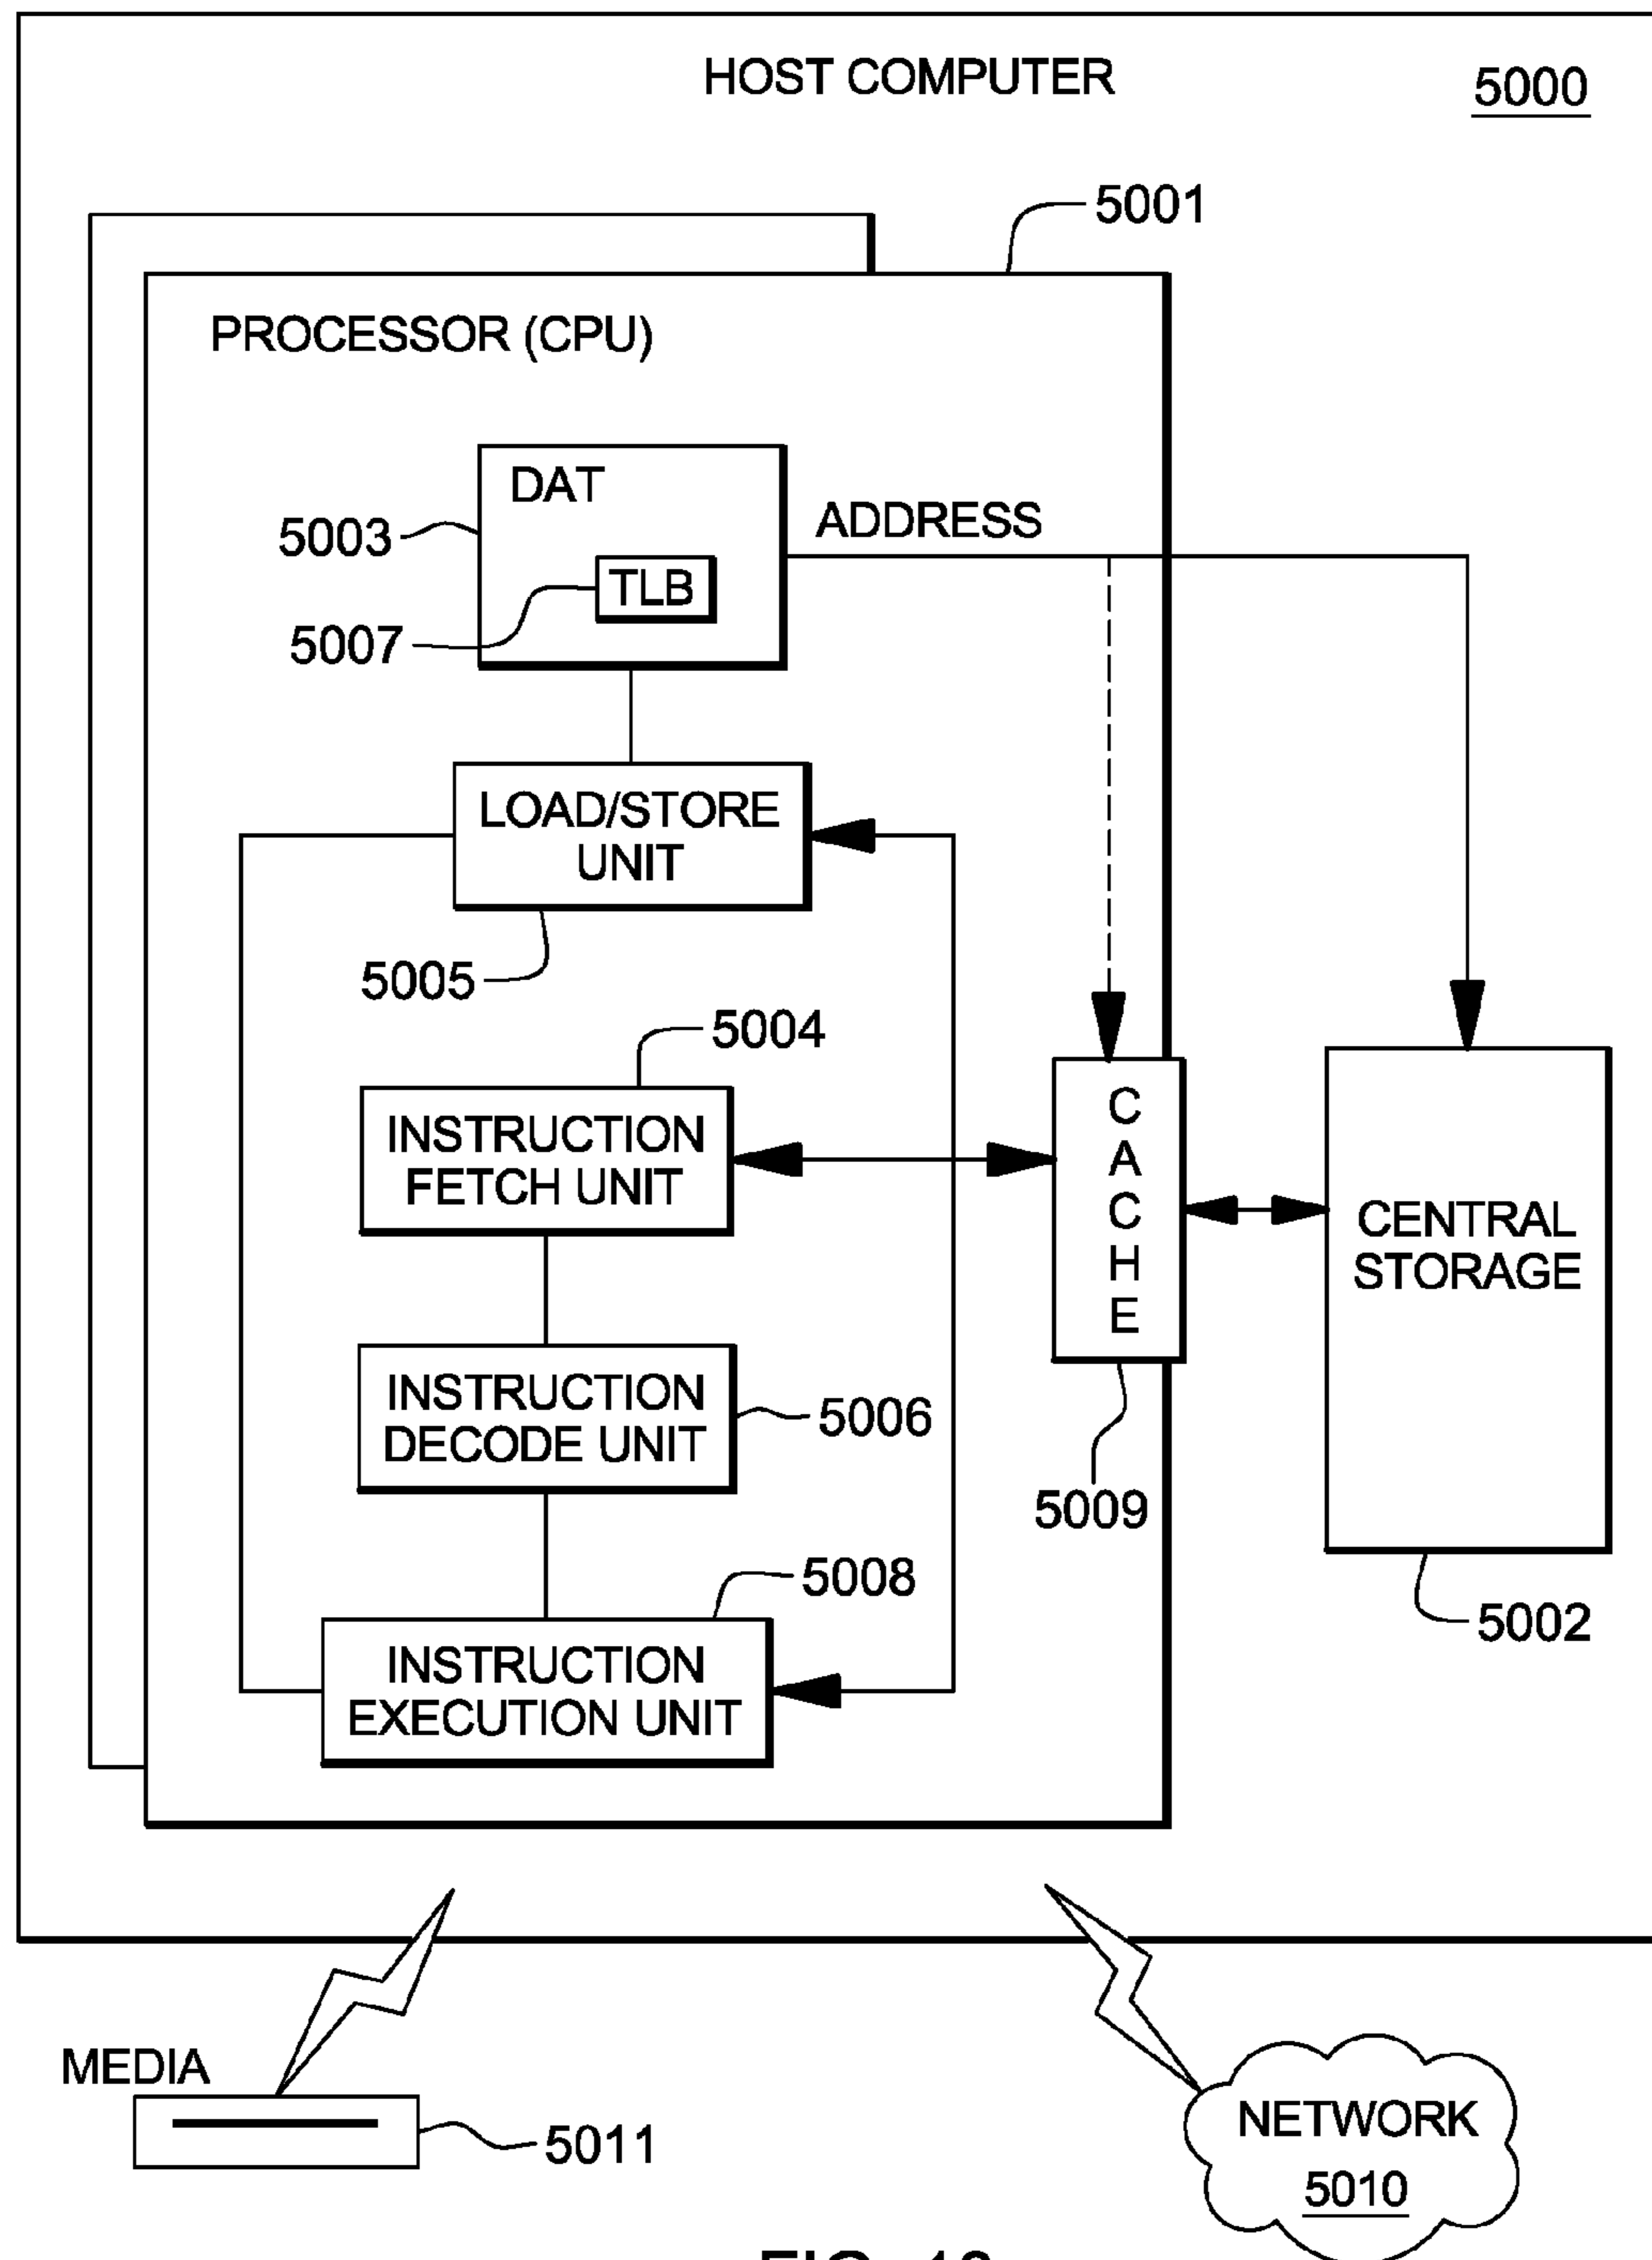 HOST COMPUTER
5000
5001
PROCESSOR (CPU)
DAT
ADDRESS
5003
TLB
5007
LOAD/STORE
UNIT
5005
5004
INSTRUCTION
FETCH UNIT
CACHE
CENTRAL
STORAGE
INSTRUCTION
DECODE UNIT
5006
5009
5008
5002
INSTRUCTION
EXECUTION UNIT
MEDIA
5011
NETWORK
5010